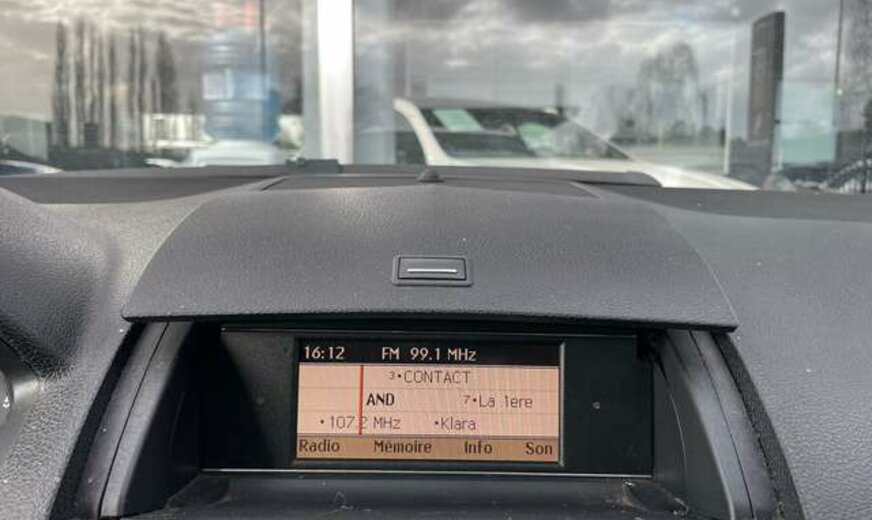 16:12 FM 99.1 MHz
3•CONTACT
AND 7•La 1ere
•107.2 MHz •Klara
Radio Mémoire Info Son